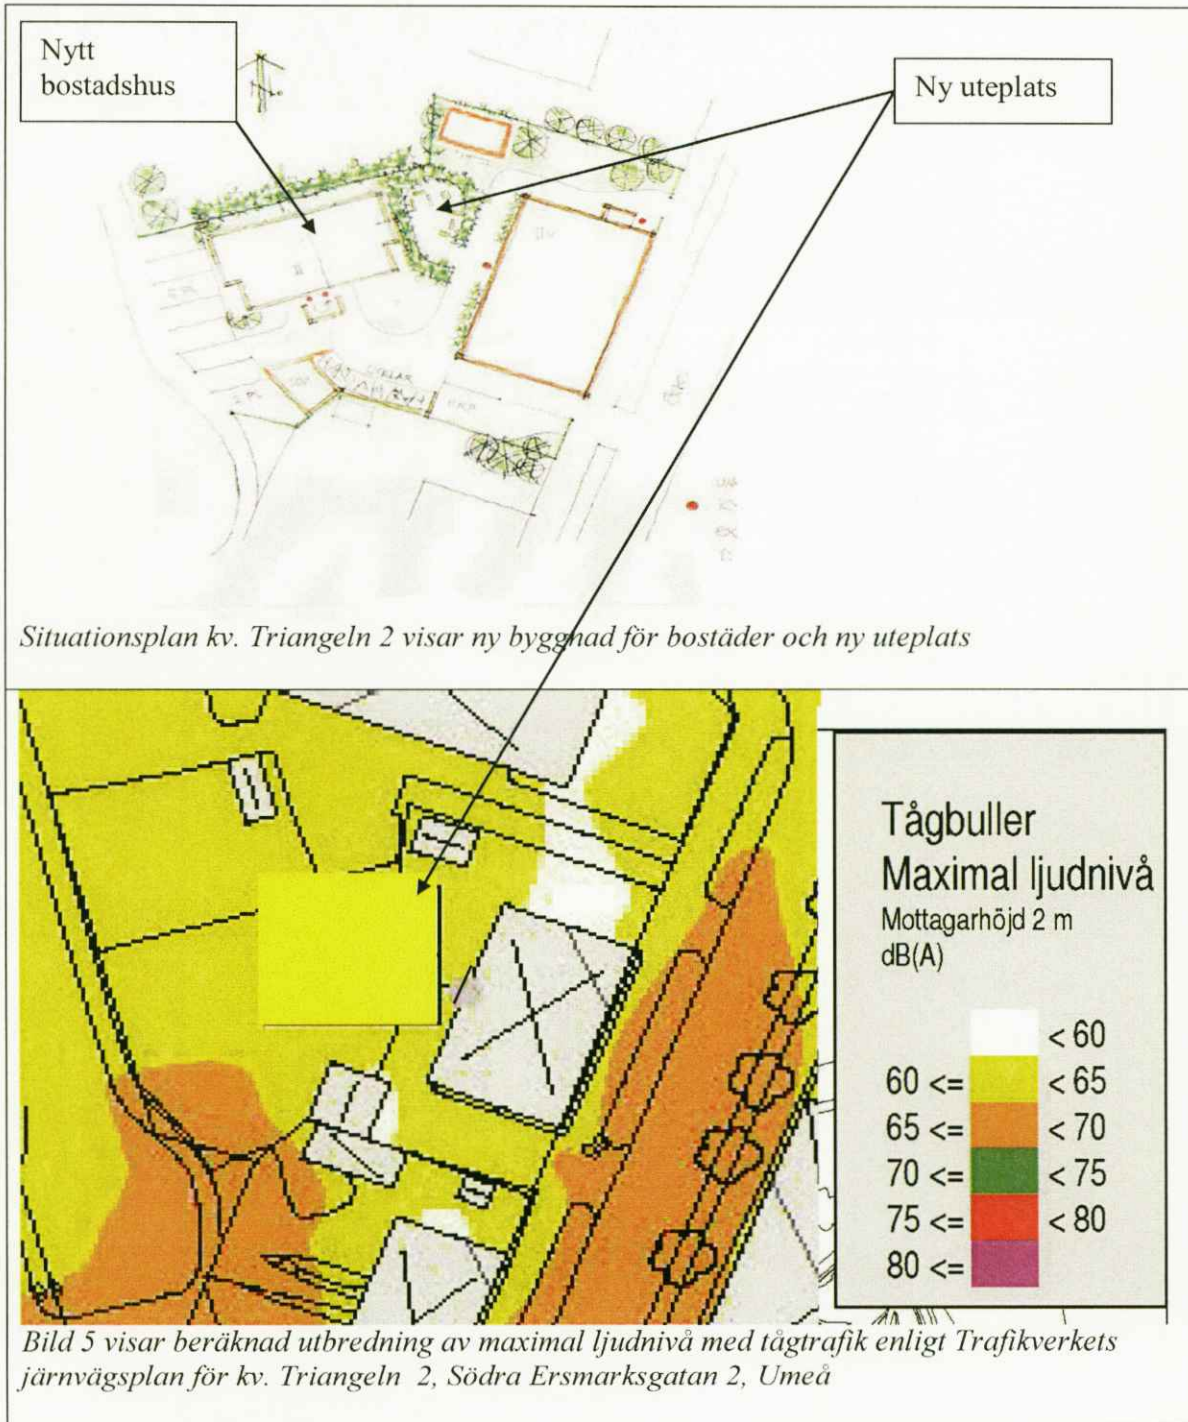 Nytt
bostadshus
Ny uteplats
Situationsplan kv. Triangeln 2 visar ny byggnad för bostäder och ny uteplats
Tågbuller
Maximal ljudnivå
Mottagarhöjd 2 m
dB(A)
< 60
60 <= < 65
65 <= < 70
70 <= < 75
75 <= < 80
80 <=
Bild 5 visar beräknad utbredning av maximal ljudnivå med tågtrafik enligt Trafikverkets
järnvägsplan för kv. Triangeln 2, Södra Ersmarksgatan 2, Umeå